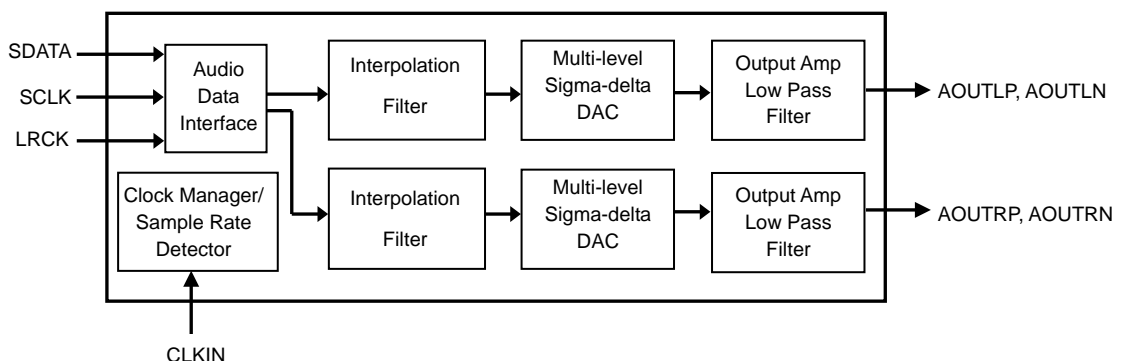 SDATA
SCLK
LRCK
Audio
Data
Interface
Interpolation
Filter
Multi-level
Sigma-delta
DAC
Output Amp
Low Pass
Filter
AOUTLP, AOUTLN
Clock Manager/
Sample Rate
Detector
Interpolation
Filter
Multi-level
Sigma-delta
DAC
Output Amp
Low Pass
Filter
AOUTRP, AOUTRN
CLKIN